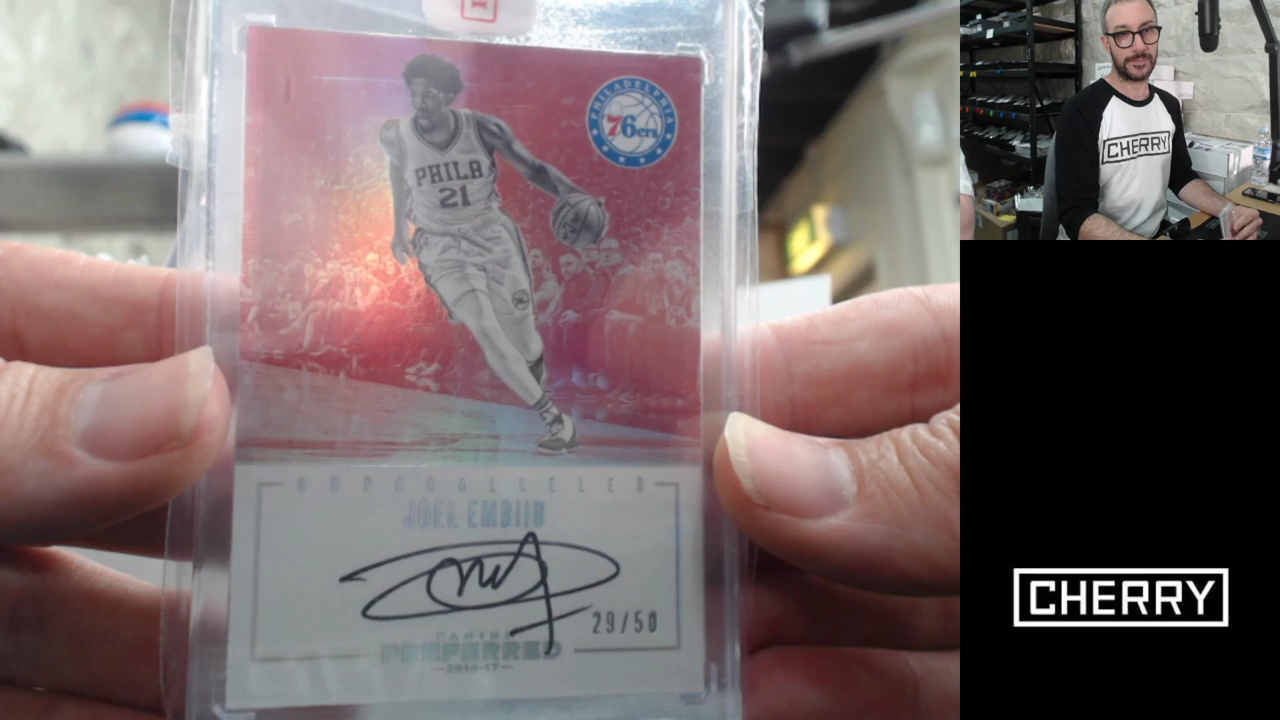 PHILADELPHIA
76ers
PHILA
21
UNPARALLELED
JOEL EMBIID
29/50
PANINI
PREFERRED
2016-17
CHERRY
CHERRY